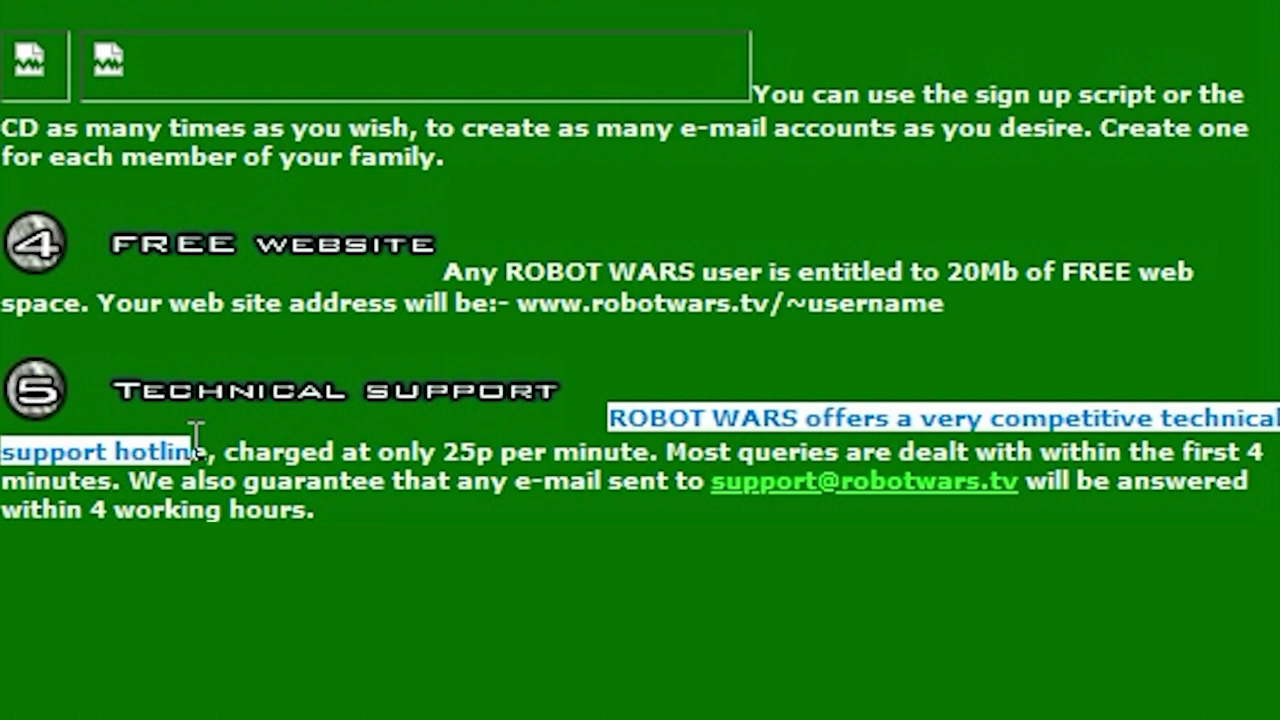 You can use the sign up script or the
CD as many times as you wish, to create as many e-mail accounts as you desire. Create one
for each member of your family.
4 FREE WEBSITE
Any ROBOT WARS user is entitled to 20Mb of FREE web
space. Your web site address will be:- www.robotwars.tv/~username
5 TECHNICAL SUPPORT
ROBOT WARS offers a very competitive technical
support hotline, charged at only 25p per minute. Most queries are dealt with within the first 4
minutes. We also guarantee that any e-mail sent to support@robotwars.tv will be answered
within 4 working hours.